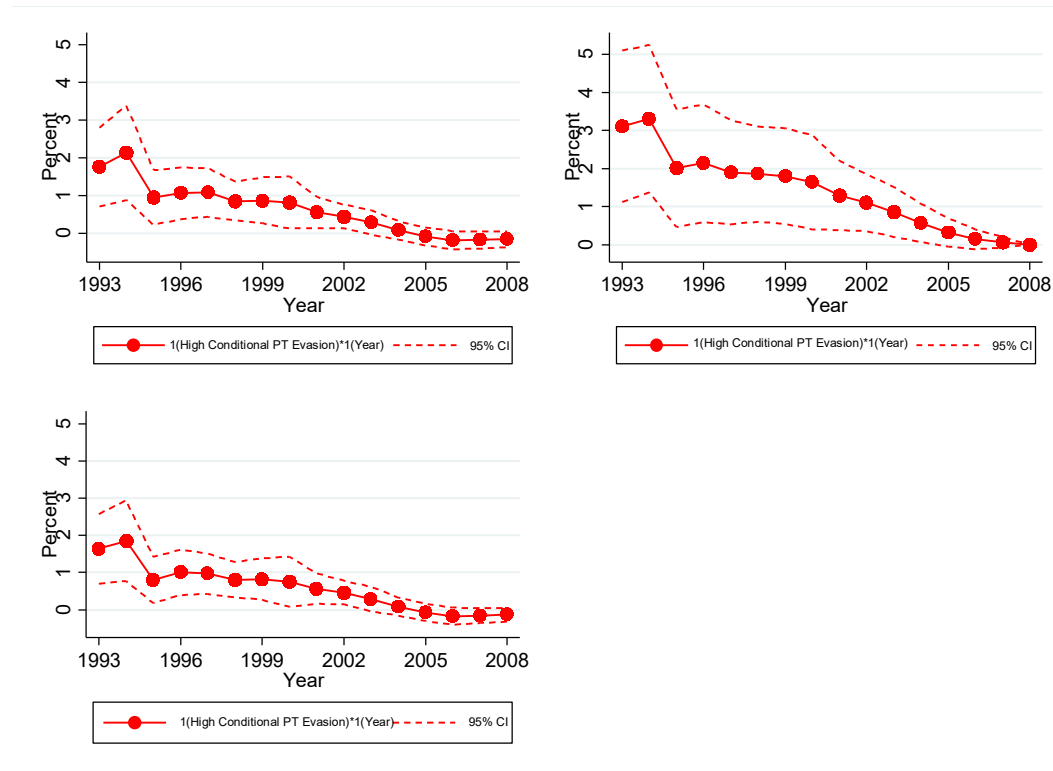 5
4
3
2
1
0
Percent
1993 1996 1999 2002 2005 2008
Year
1(High Conditional PT Evasion)*1(Year) 95% CI
5
4
3
2
1
0
Percent
1993 1996 1999 2002 2005 2008
Year
1(High Conditional PT Evasion)*1(Year) 95% CI
5
4
3
2
1
0
Percent
1993 1996 1999 2002 2005 2008
Year
1(High Conditional PT Evasion)*1(Year) 95% CI